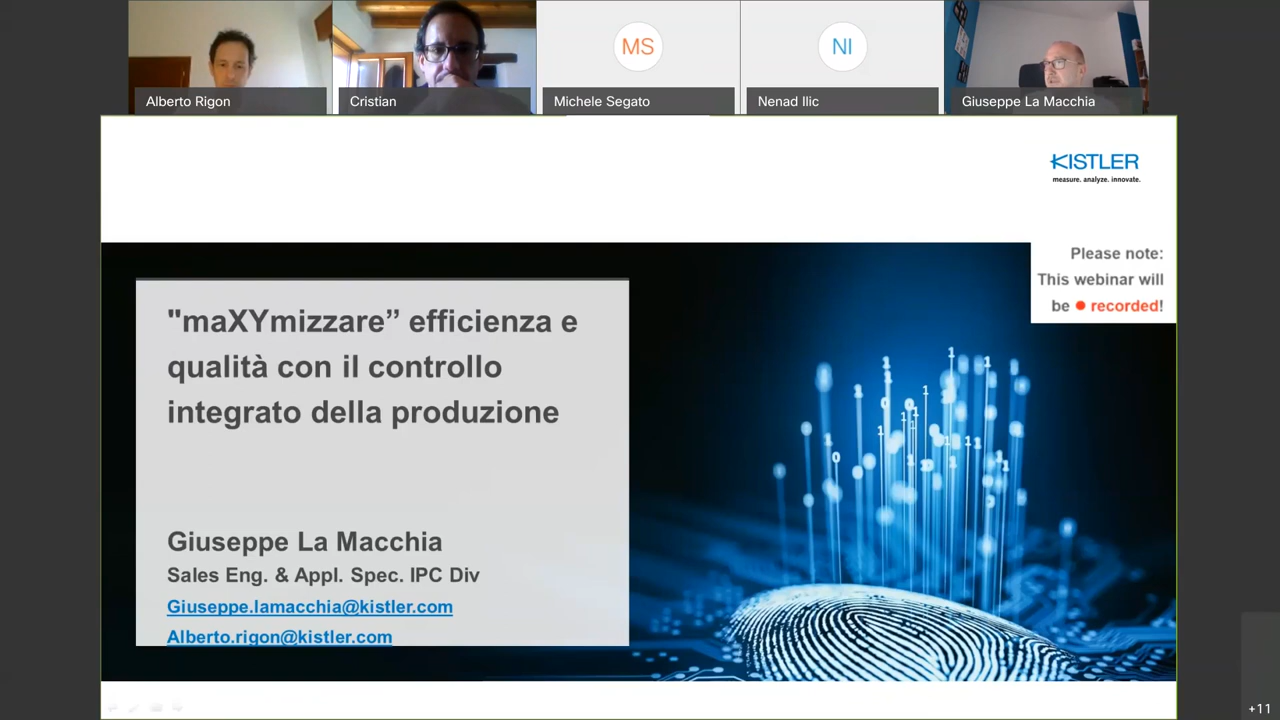 MS
NI
Alberto Rigon
Cristian
Michele Segato
Nenad Ilic
Giuseppe La Macchia
KISTLER
measure. analyze. innovate.
Please note:
This webinar will
be recorded!
"maXYmizzare” efficienza e
qualità con il controllo
integrato della produzione
Giuseppe La Macchia
Sales Eng. & Appl. Spec. IPC Div
Giuseppe.lamacchia@kistler.com
Alberto.rigon@kistler.com
+11